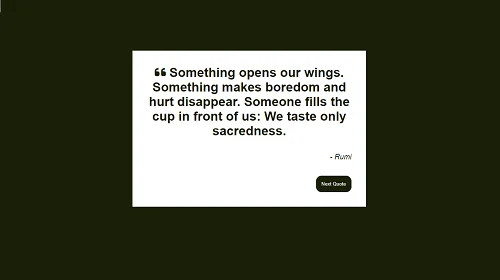 ❝ Something opens our wings.
Something makes boredom and
hurt disappear. Someone fills the
cup in front of us: We taste only
sacredness.
- Rumi
Next Quote